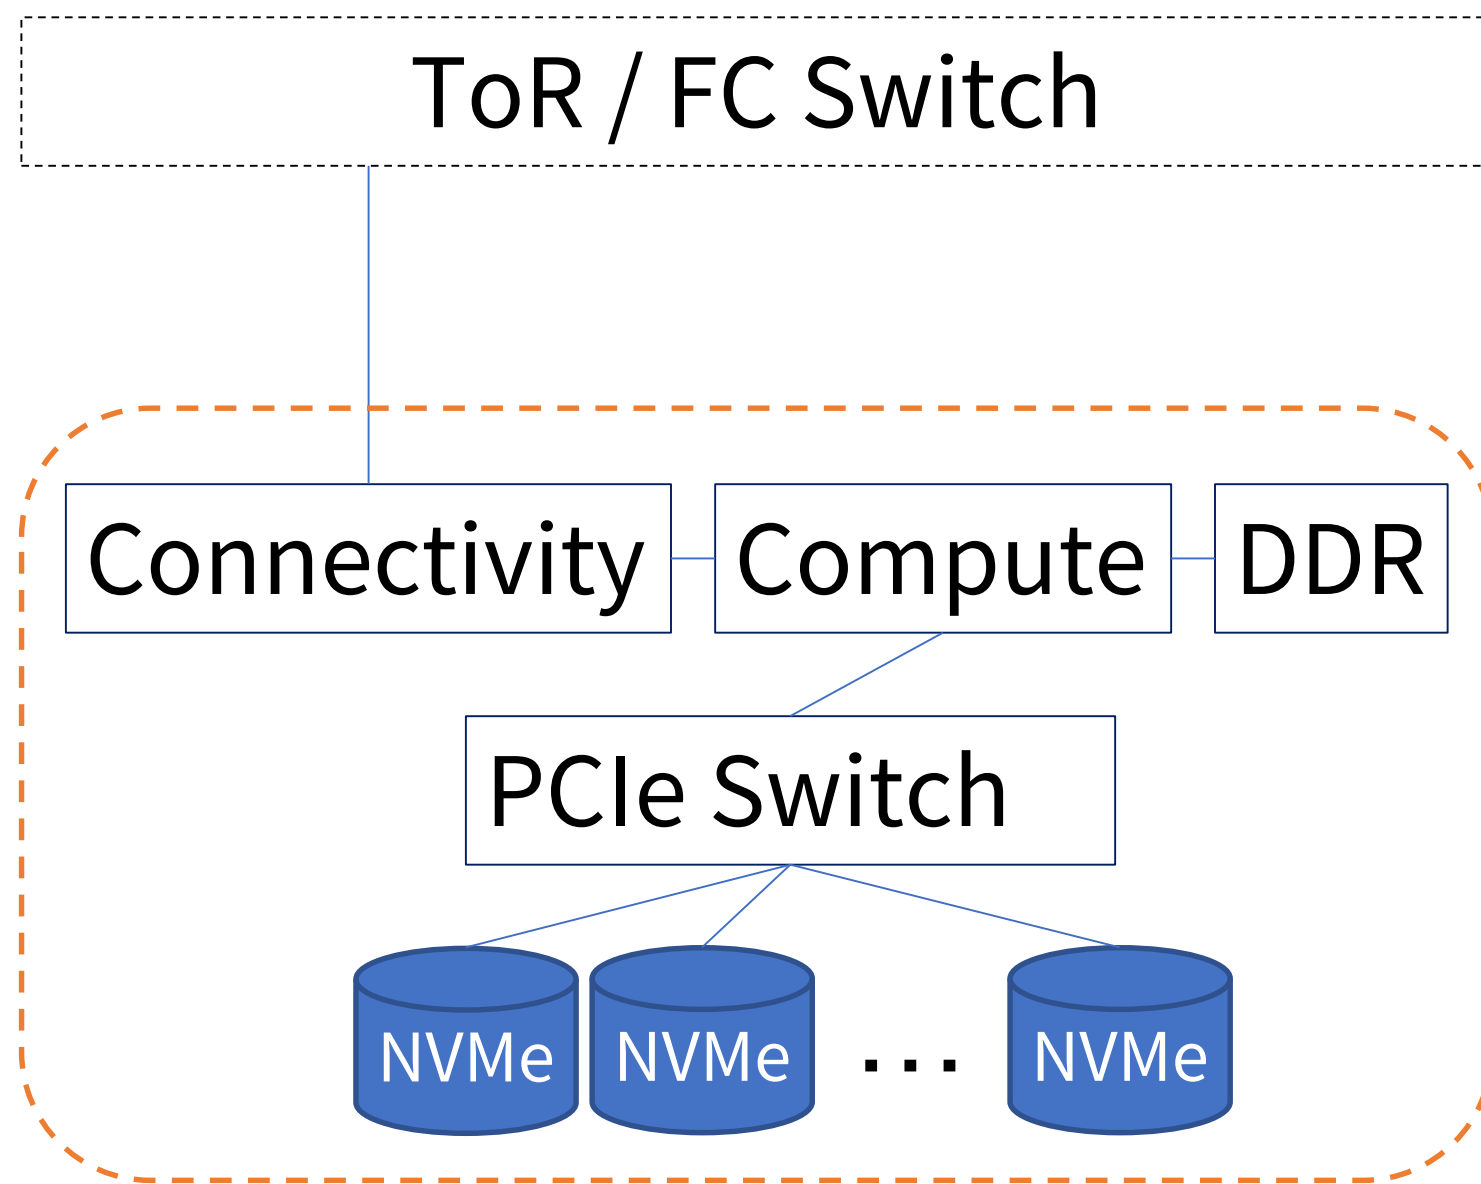 ToR / FC Switch
Connectivity
Compute
DDR
PCIe Switch
NVMe
NVMe
...
NVMe